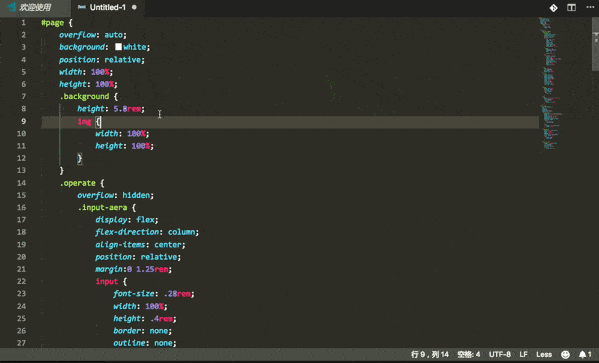 欢迎使用 Untitled-1
1 #page {
2 overflow: auto;
3 background: white;
4 position: relative;
5 width: 100%;
6 height: 100%;
7 .background {
8 height: 5.8rem;
9 img {
10 width: 100%;
11 height: 100%;
12 }
13 }
14 .operate {
15 overflow: hidden;
16 .input-aera {
17 display: flex;
18 flex-direction: column;
19 align-items: center;
20 position: relative;
21 margin:0 1.25rem;
22 input {
23 font-size: .28rem;
24 width: 100%;
25 height: .4rem;
26 border: none;
27 outline: none;
行 9，列 14 空格: 4 UTF-8 LF Less 1